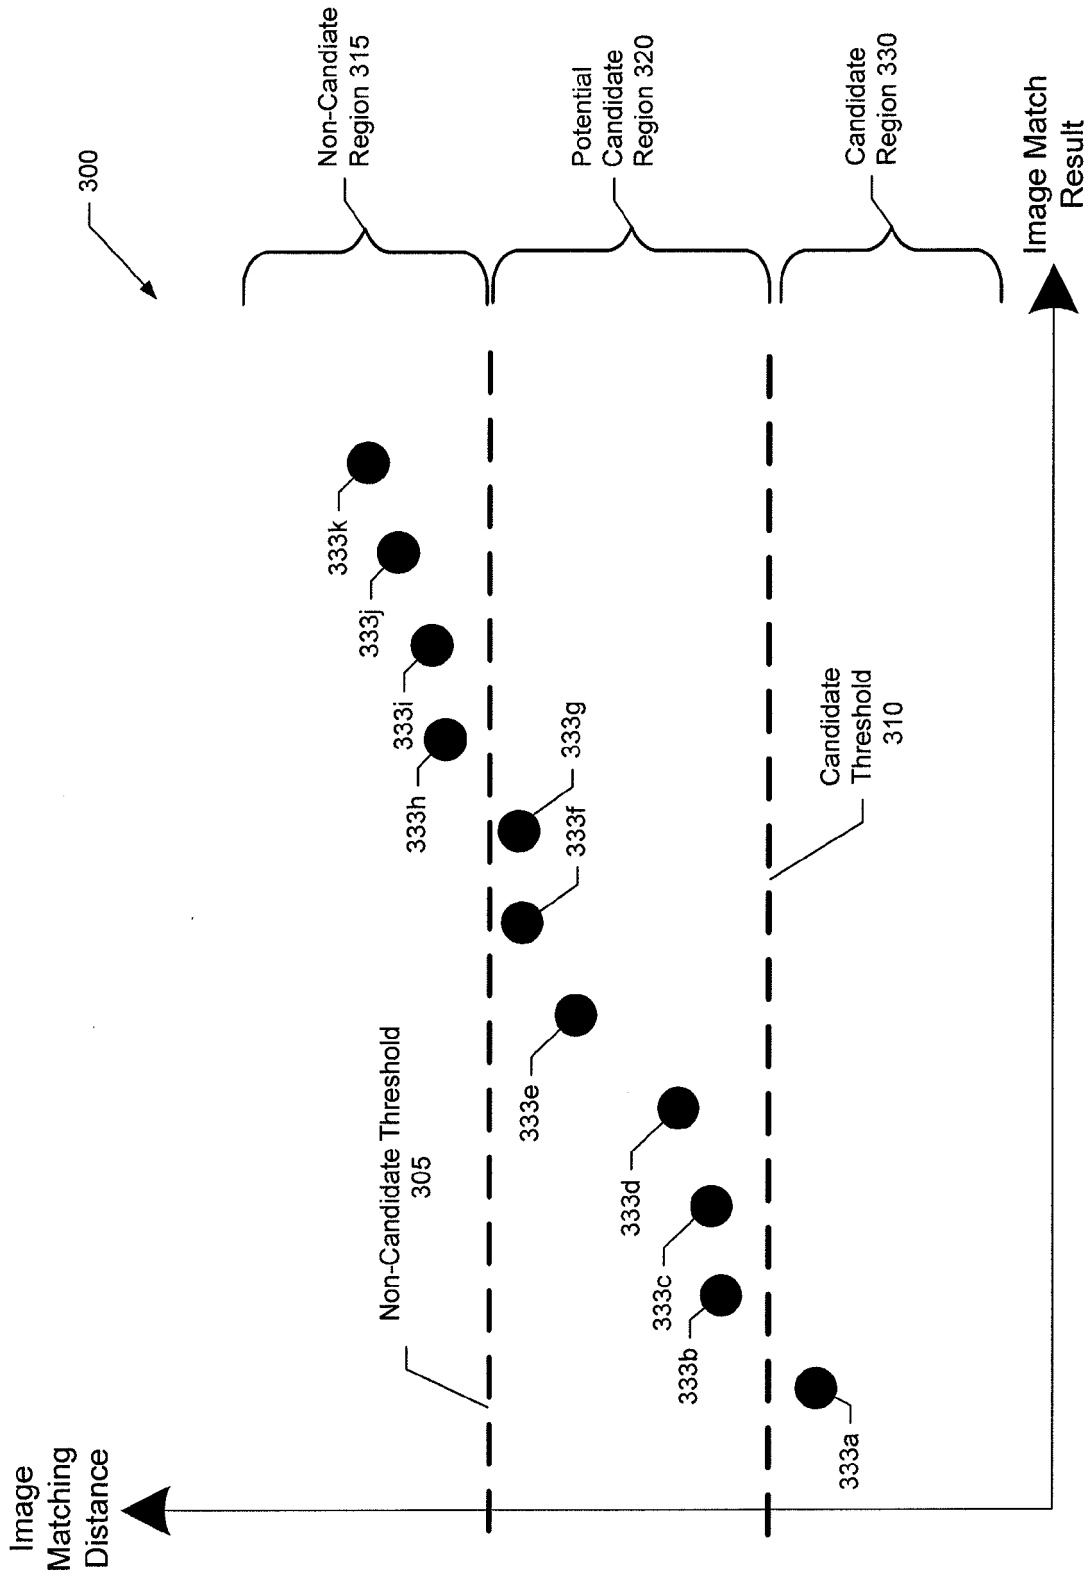 300
Image
Matching
Distance
Non-Candiate
Region 315
Potential
Candidate
Region 320
Candidate
Region 330
Non-Candidate Threshold
305
Candidate
Threshold
310
333a
333b
333c
333d
333e
333f
333g
333h
333i
333j
333k
Image Match
Result